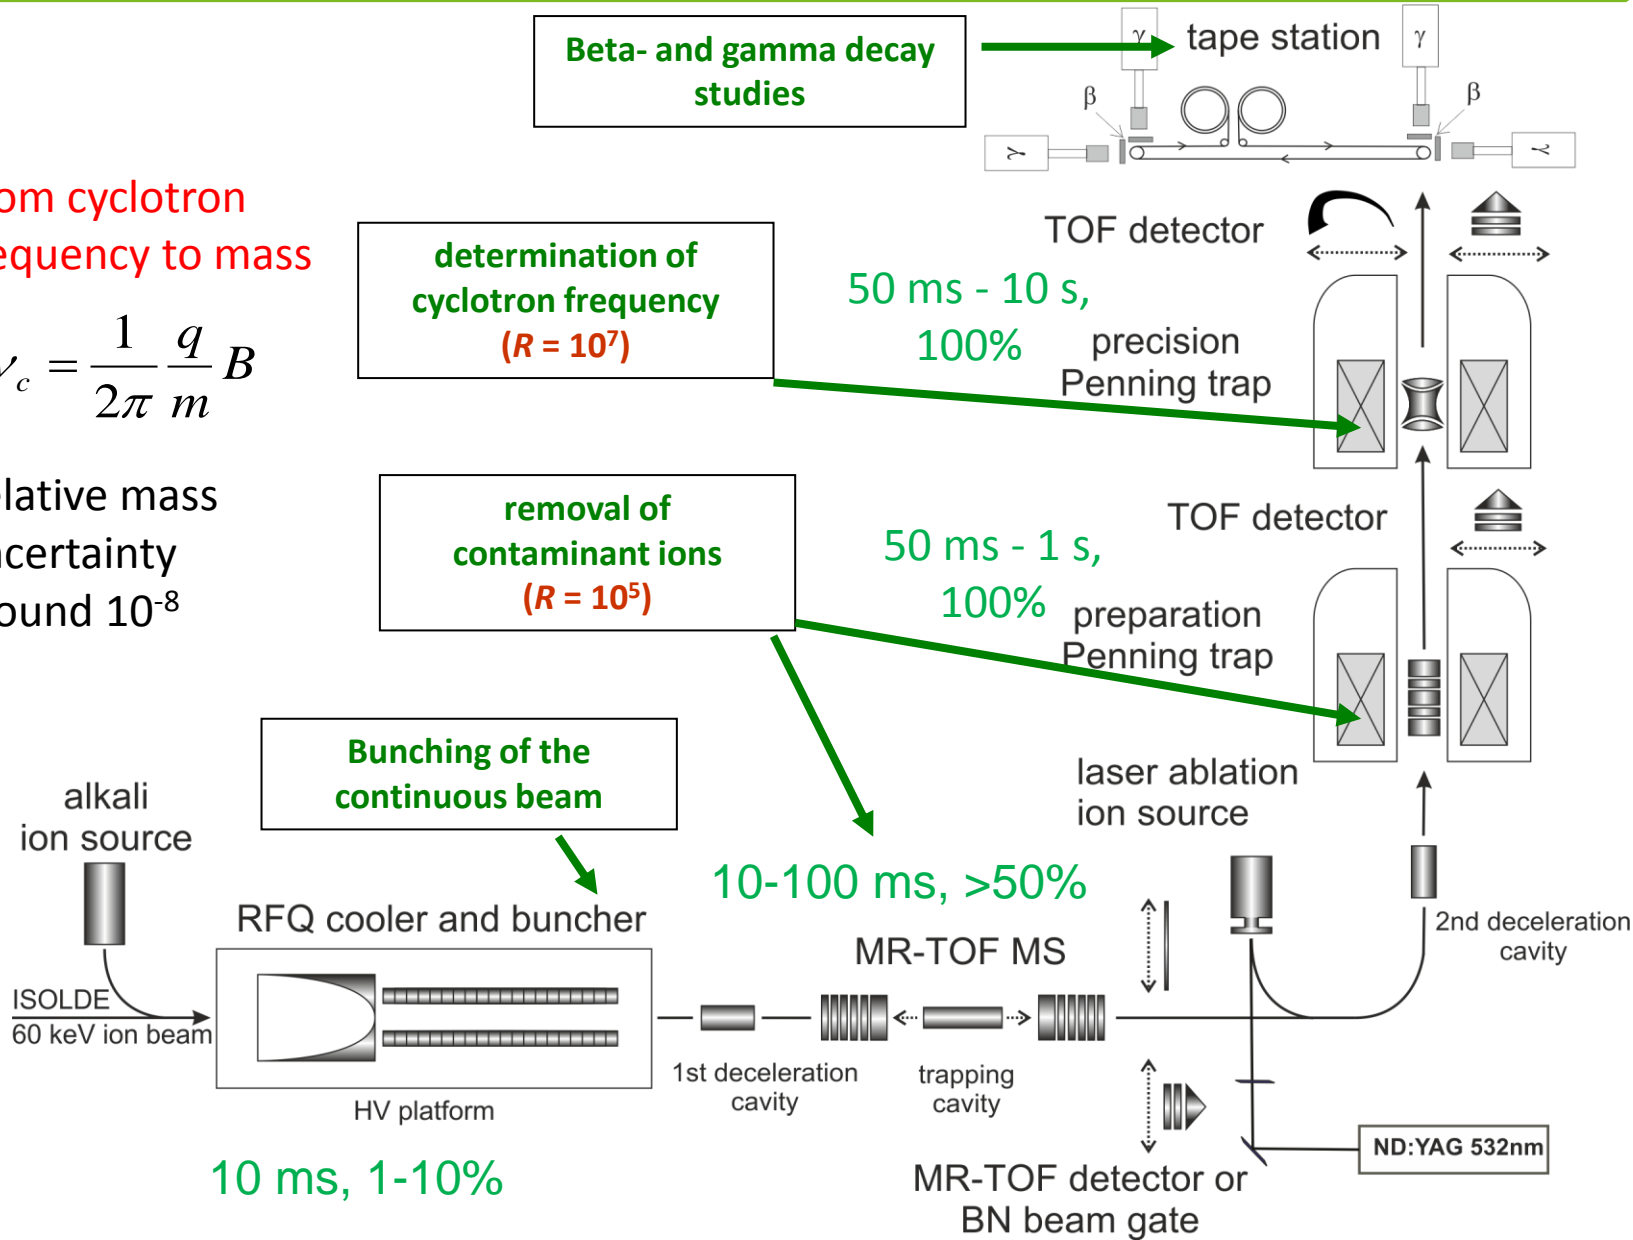 Beta- and gamma decay
studies
γ
tape station
γ
β
β
γ
γ
om cyclotron
equency to mass
ν_c = 1/2π q/m B
elative mass
ncertainty
ound 10⁻⁸
determination of
cyclotron frequency
(R = 10⁷)
TOF detector
50 ms - 10 s,
100%
precision
Penning trap
removal of
contaminant ions
(R = 10⁵)
TOF detector
50 ms - 1 s,
100%
preparation
Penning trap
Bunching of the
continuous beam
alkali
ion source
laser ablation
ion source
10-100 ms, >50%
RFQ cooler and buncher
MR-TOF MS
2nd deceleration
cavity
ISOLDE
60 keV ion beam
1st deceleration
cavity
trapping
cavity
HV platform
ND:YAG 532nm
10 ms, 1-10%
MR-TOF detector or
BN beam gate